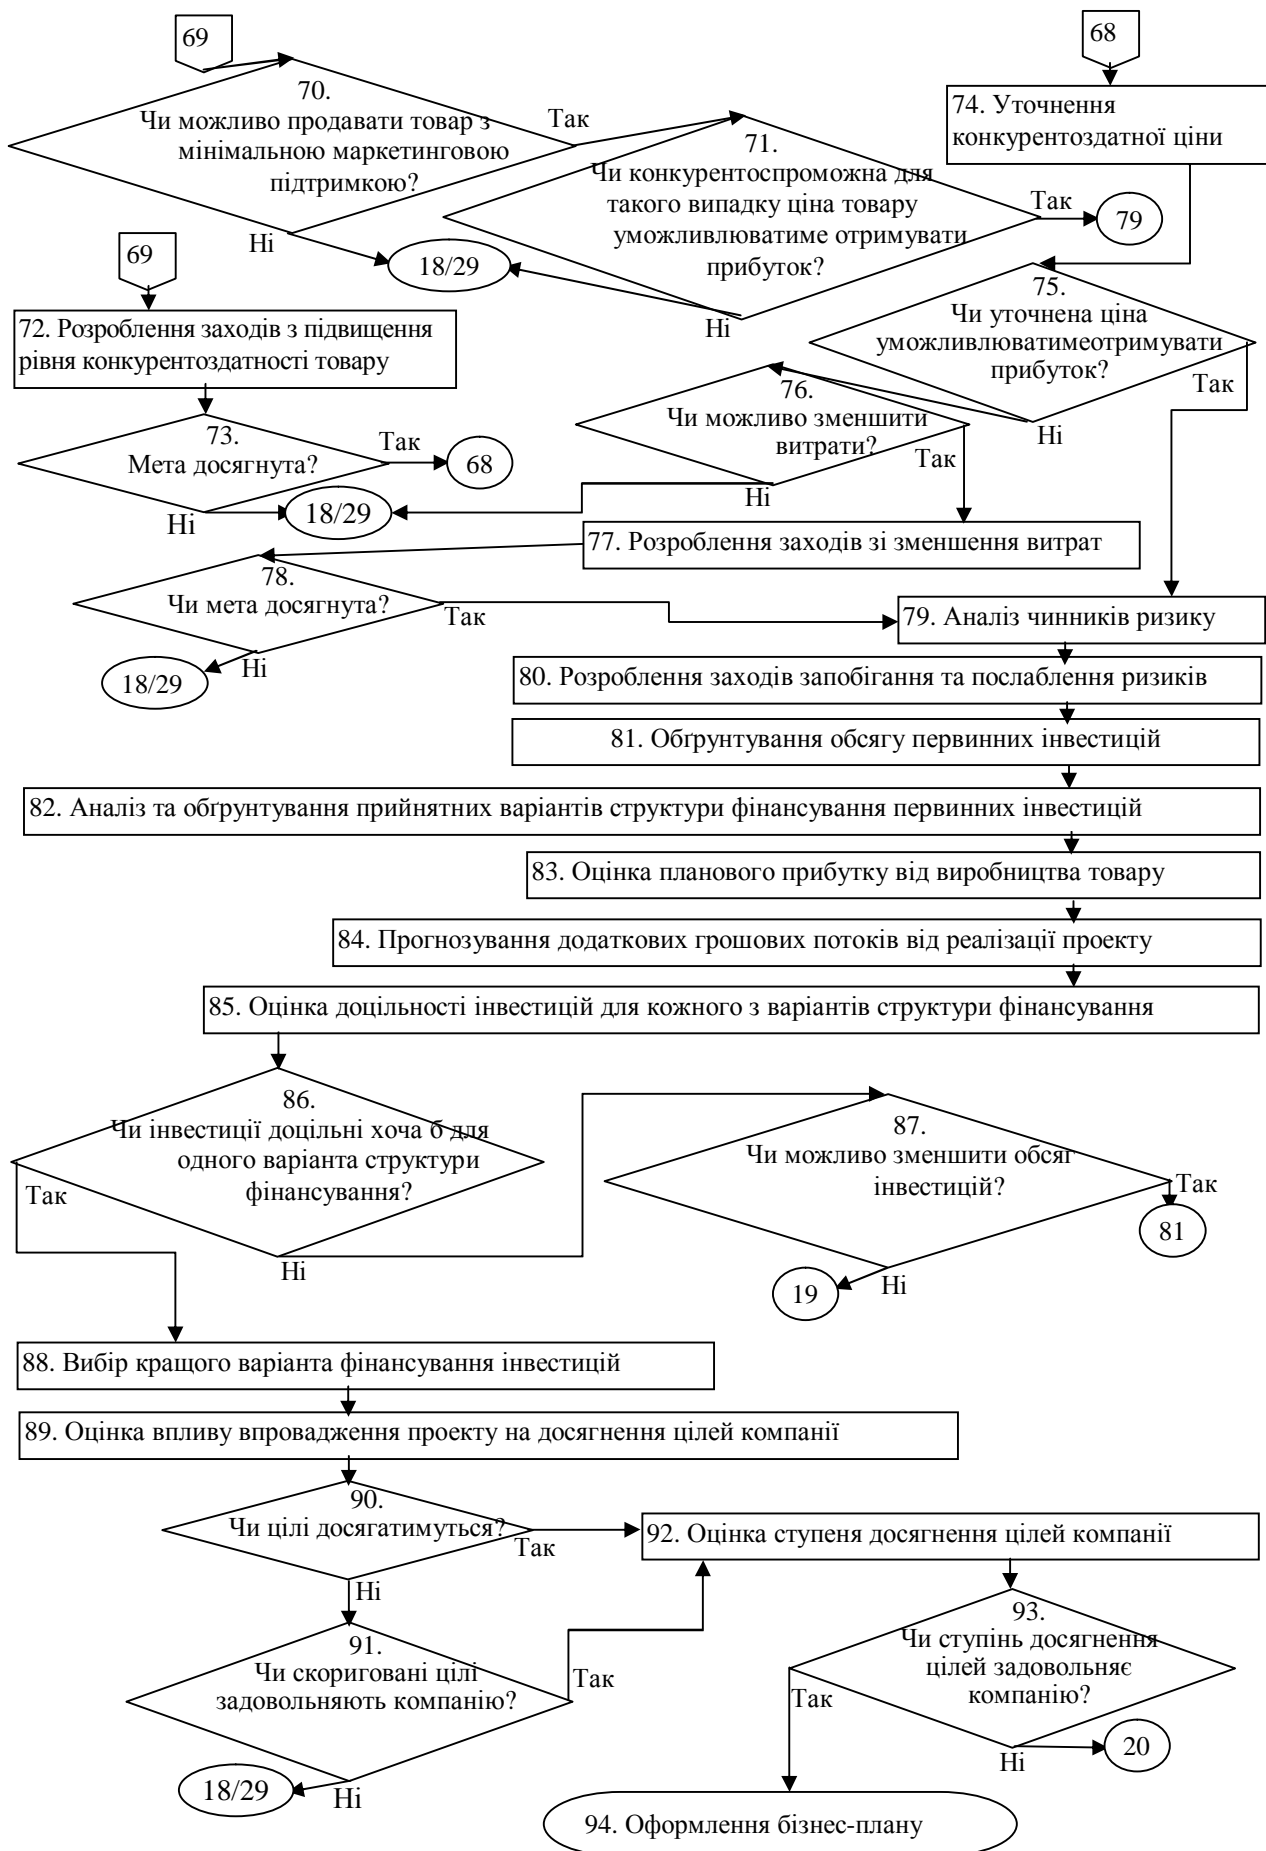 69
68
70.
Чи можливо продавати товар з
мінімальною маркетинговою
підтримкою?
Так
Ні
71.
Чи конкурентоспроможна для
такого випадку ціна товару
уможливлюватиме отримувати
прибуток?
Так
79
Ні
18/29
74. Уточнення
конкурентоздатної ціни
69
72. Розроблення заходів з підвищення
рівня конкурентоздатності товару
75.
Чи уточнена ціна
уможливлюватимеотримувати
прибуток?
Так
Ні
76.
Чи можливо зменшити
витрати?
Так
Ні
73.
Мета досягнута?
Так
68
Ні
18/29
77. Розроблення заходів зі зменшення витрат
78.
Чи мета досягнута?
Так
Ні
18/29
79. Аналіз чинників ризику
80. Розроблення заходів запобігання та послаблення ризиків
81. Обґрунтування обсягу первинних інвестицій
82. Аналіз та обґрунтування прийнятних варіантів структури фінансування первинних інвестицій
83. Оцінка планового прибутку від виробництва товару
84. Прогнозування додаткових грошових потоків від реалізації проекту
85. Оцінка доцільності інвестицій для кожного з варіантів структури фінансування
86.
Чи інвестиції доцільні хоча б для
одного варіанта структури
фінансування?
Так
Ні
87.
Чи можливо зменшити обсяг
інвестицій?
Так
81
Ні
19
88. Вибір кращого варіанта фінансування інвестицій
89. Оцінка впливу впровадження проекту на досягнення цілей компанії
90.
Чи цілі досягатимуться?
Так
Ні
92. Оцінка ступеня досягнення цілей компанії
91.
Чи скориговані цілі
задовольняють компанію?
Так
Ні
18/29
93.
Чи ступінь досягнення
цілей задовольняє
компанію?
Так
Ні
20
94. Оформлення бізнес-плану